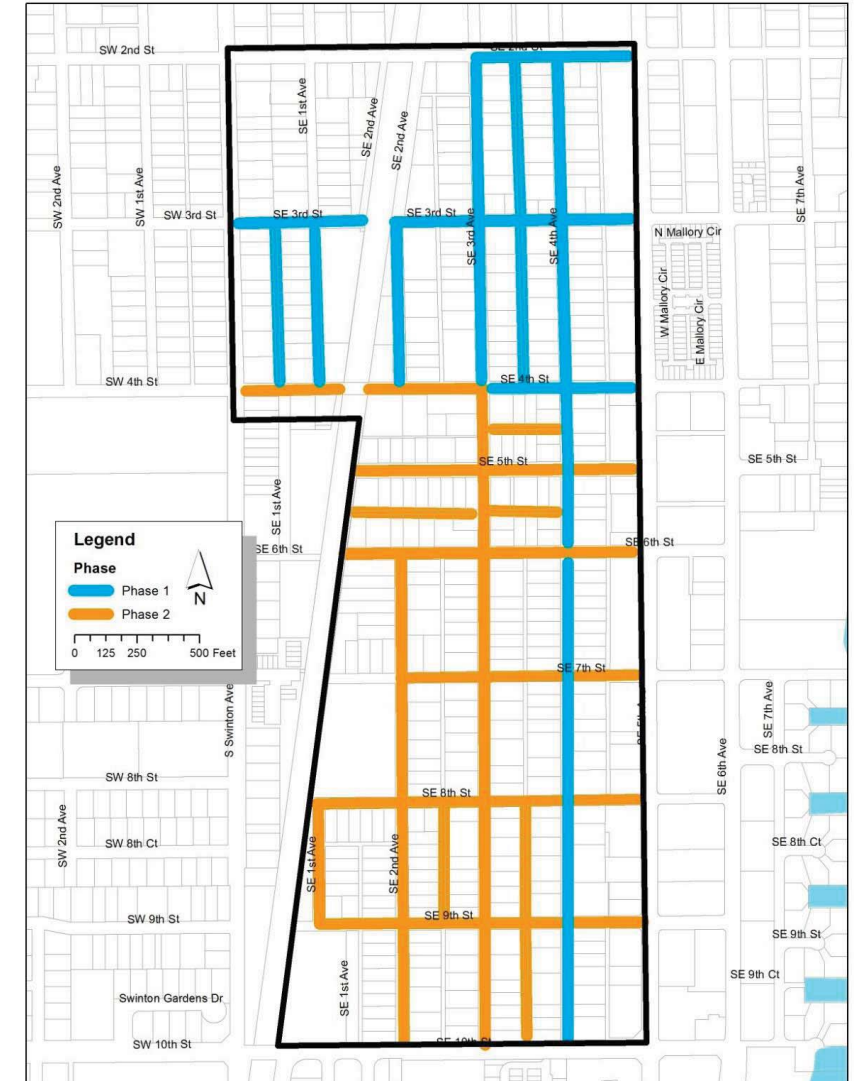 SW 2nd St
SE 2nd St
SE 1st Ave
SE 2nd Ave
SE 2nd Ave
SW 2nd Ave
SW 1st Ave
SE 7th Ave
SW 3rd St
SE 3rd St
SE 3rd St
SE 3rd Ave
SE 4th Ave
N Mallory Cir
W Mallory Cir
E Mallory Cir
SW 4th St
SE 4th St
SE 5th St
SE 5th St
SE 1st Ave
SE 6th St
SE 6th St
Legend
Phase
Phase 1
Phase 2
N
0 125 250 500 Feet
SE 7th St
S Swinton Ave
SE 5th Ave
SE 6th Ave
SE 7th Ave
SE 8th St
SW 8th St
SE 8th St
SW 2nd Ave
SW 8th Ct
SE 1st Ave
SE 2nd Ave
SE 8th Ct
SW 9th St
SE 9th St
SE 9th St
SE 9th Ct
SE 1st Ave
Swinton Gardens Dr
SW 10th St
SE 10th St